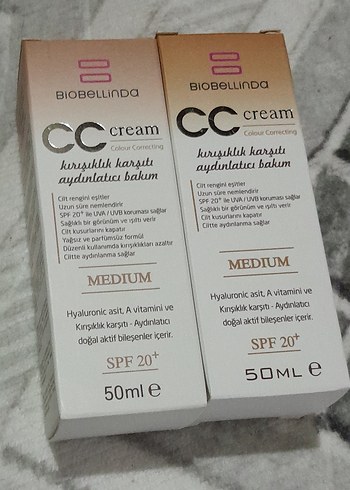 BIOBELLINDA
CC cream
Colour Correcting
kırışıklık karşıtı
aydınlatıcı bakım
Cilt rengini eşitler
Uzun süre nemlendirir
SPF 20+ ile UVA / UVB koruması sağlar
Sağlıklı bir görünüm ve ışıltı verir
Cilt kusurlarını kapatır
Yağsız ve parfümsüz formül
Düzenli kullanımda kırışıklıkları azaltır
Ciltte aydınlanma sağlar
MEDIUM
Hyaluronic asit, A vitamini ve
Kırışıklık karşıtı - Aydınlatıcı
doğal aktif bileşenler içerir.
SPF 20+
50ml e
BIOBELLINDA
CC cream
Colour Correcting
kırışıklık karşıtı
aydınlatıcı bakım
Cilt rengini eşitler
Uzun süre nemlendirir
SPF 20+ ile UVA / UVB koruması sağlar
Sağlıklı bir görünüm ve ışıltı verir
Cilt kusurlarını kapatır
Ciltte aydınlanma sağlar
MEDIUM
Hyaluronic asit, A vitamini ve
Kırışıklık karşıtı - Aydınlatıcı
doğal aktif bileşenler içerir.
SPF 20+
50ML e